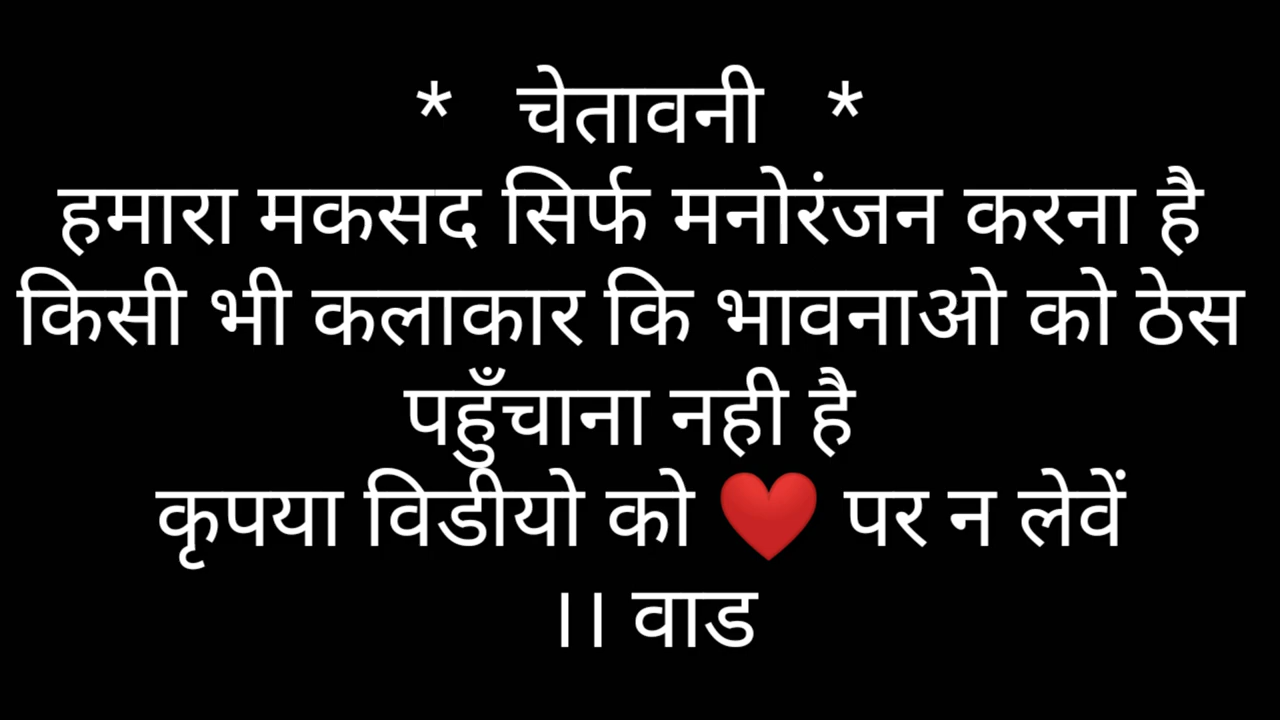 * चेतावनी *
हमारा मकसद सिर्फ मनोरंजन करना है
किसी भी कलाकार कि भावनाओ को ठेस
पहुँचाना नही है
कृपया विडीयो को ❤️ पर न लेवें
।। वाड